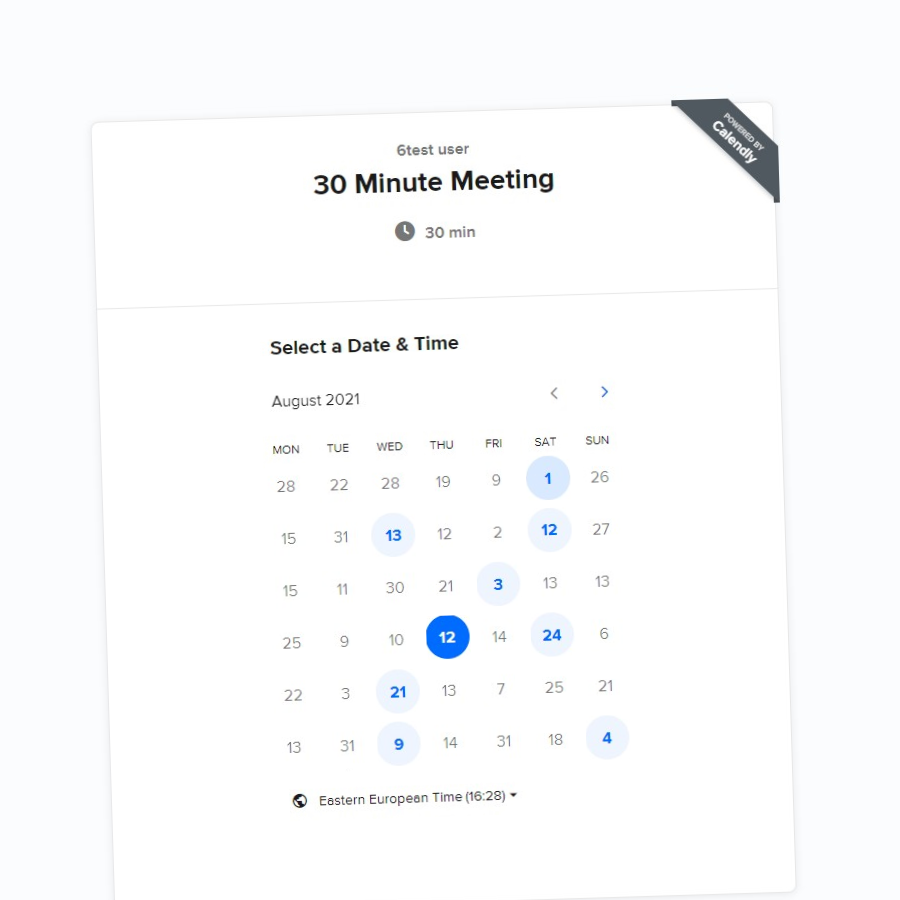 POWERED BY
Calendly
6test user
30 Minute Meeting
30 min
Select a Date & Time
August 2021
MON TUE WED THU FRI SAT SUN
28 22 28 19 9 1 26
15 31 13 12 2 12 27
15 11 30 21 3 13 13
25 9 10 12 14 24 6
22 3 21 13 7 25 21
13 31 9 14 31 18 4
Eastern European Time (16:28)